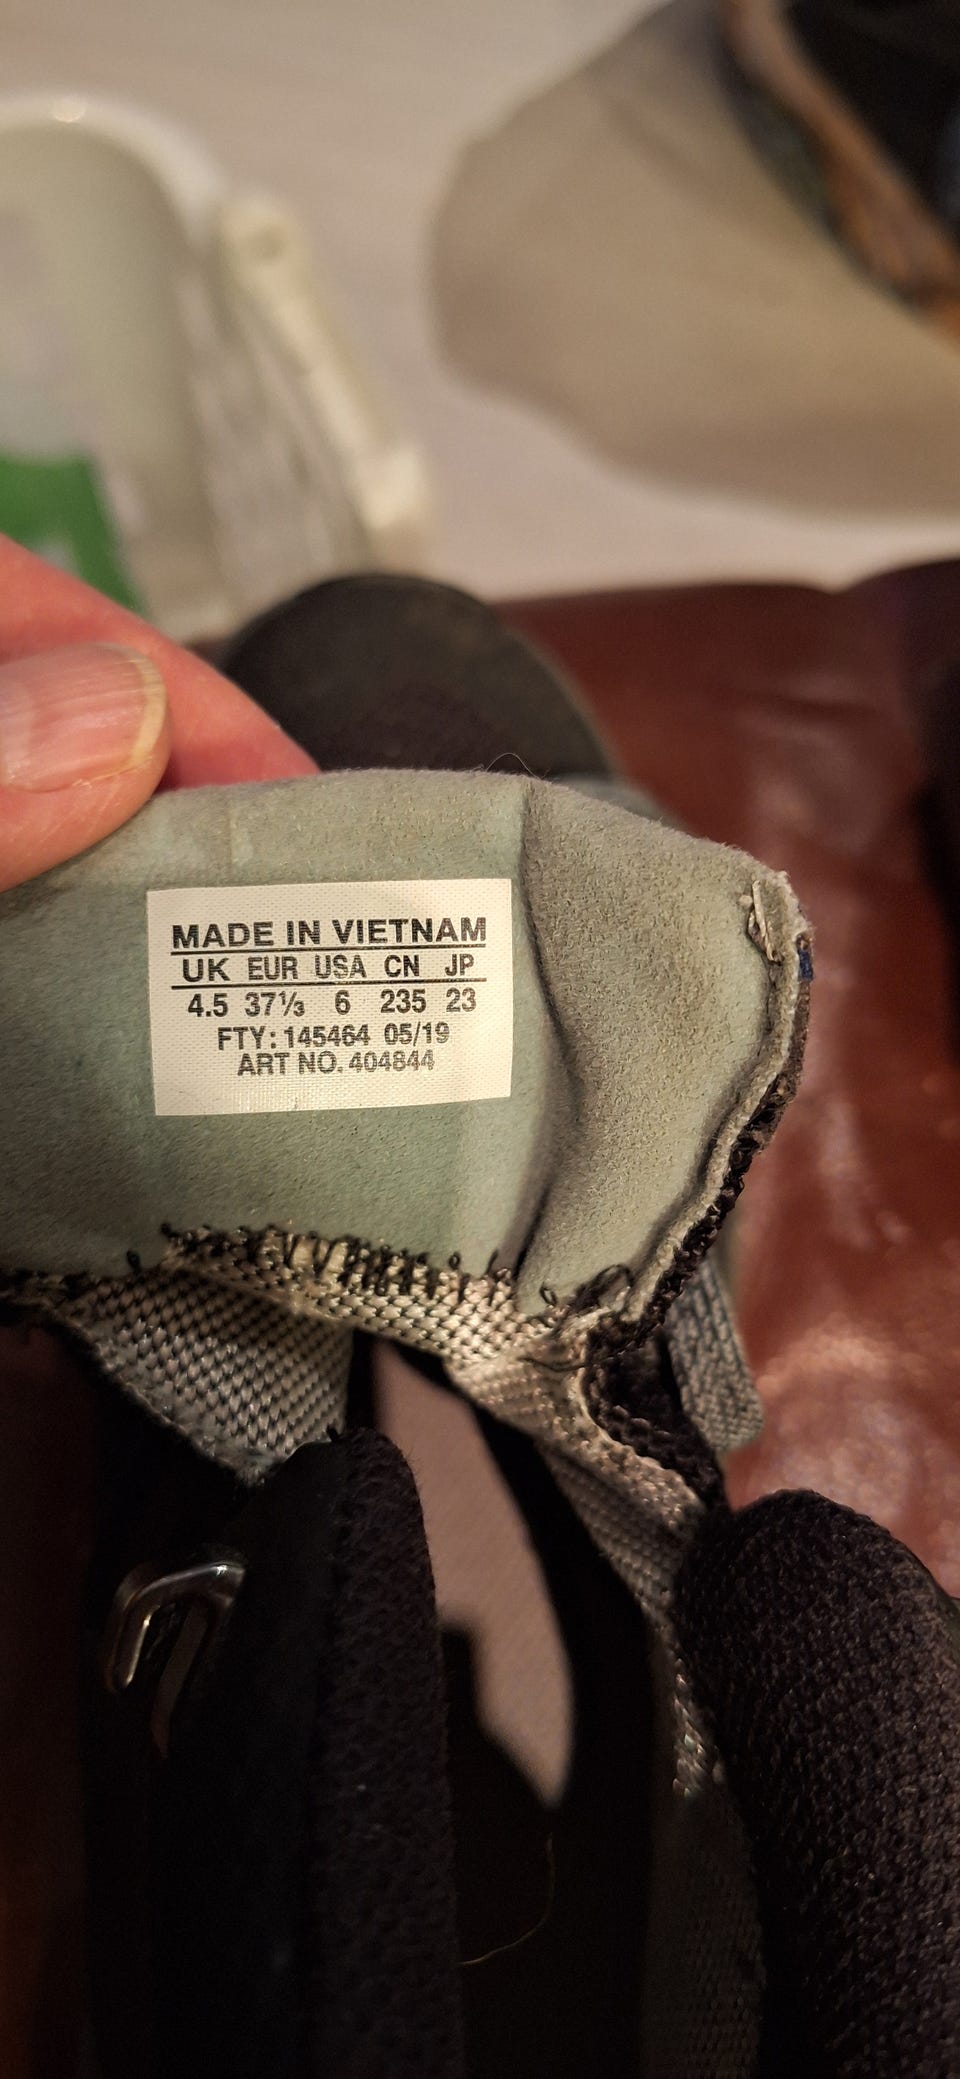 MADE IN VIETNAM
UK EUR USA CN JP
4.5 37⅓ 6 235 23
FTY: 145464 05/19
ART NO. 404844